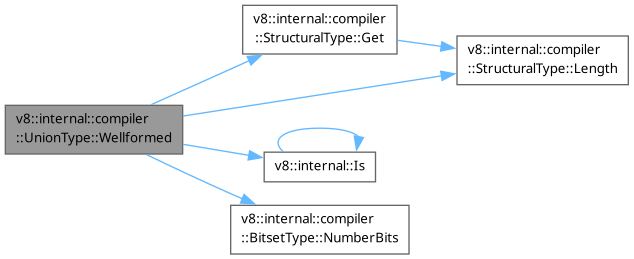 v8::internal::compiler
::StructuralType::Get
v8::internal::compiler
::StructuralType::Length
v8::internal::compiler
::UnionType::Wellformed
v8::internal::Is
v8::internal::compiler
::BitsetType::NumberBits